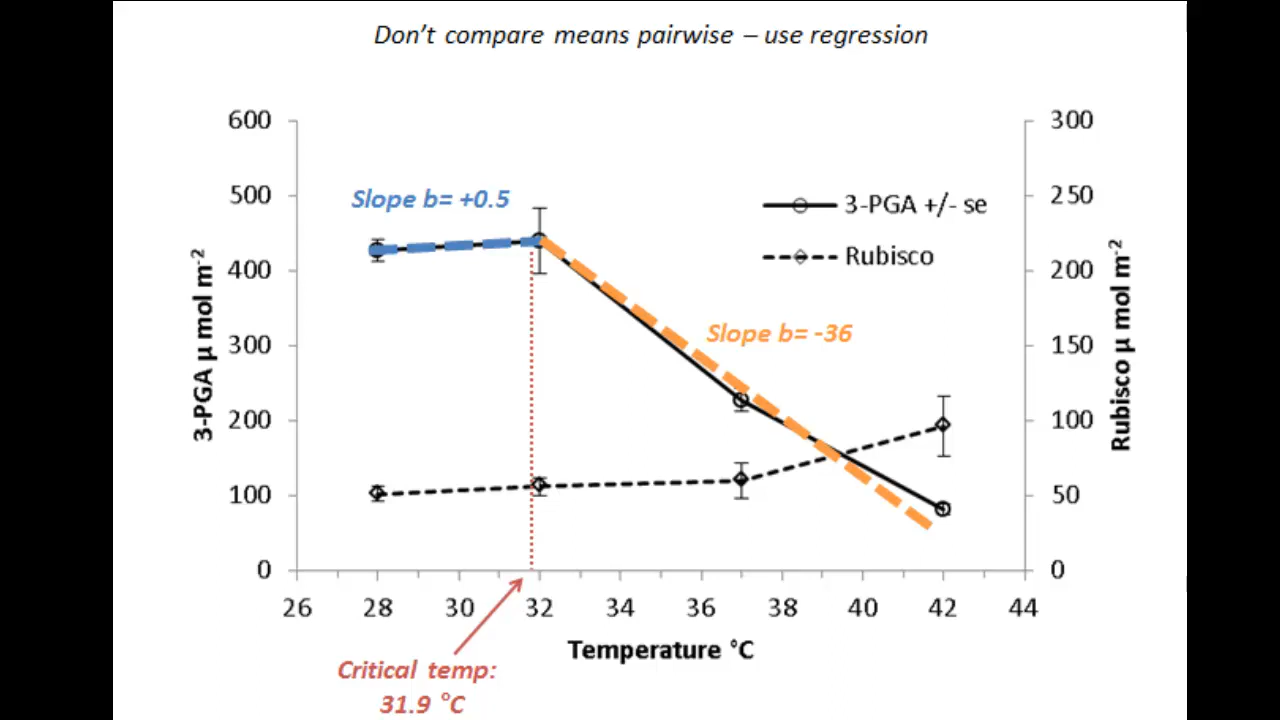 Don't compare means pairwise – use regression
600
500
400
300
200
100
0
300
250
200
150
100
50
0
3-PGA µ mol m⁻²
Rubisco µ mol m⁻²
Slope b= +0.5
3-PGA +/- se
Rubisco
Slope b= -36
26 28 30 32 34 36 38 40 42 44
Temperature °C
Critical temp:
31.9 °C